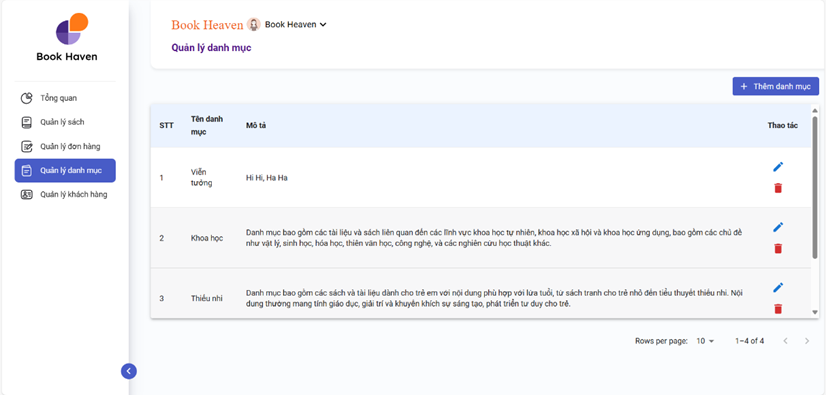 Book Haven
Tổng quan
Quản lý sách
Quản lý đơn hàng
Quản lý danh mục
Quản lý khách hàng
Book Heaven Book Heaven
Quản lý danh mục
+ Thêm danh mục
STT Tên danh mục Mô tả Thao tác
1 Viễn tưởng Hi Hi, Ha Ha
2 Khoa học Danh mục bao gồm các tài liệu và sách liên quan đến các lĩnh vực khoa học tự nhiên, khoa học xã hội và khoa học ứng dụng, bao gồm các chủ đề
như vật lý, sinh học, hóa học, thiên văn học, công nghệ, và các nghiên cứu học thuật khác.
3 Thiếu nhi Danh mục bao gồm các sách và tài liệu dành cho trẻ em với nội dung phù hợp với lứa tuổi, từ sách tranh cho trẻ nhỏ đến tiểu thuyết thiếu nhi. Nội
dung thường mang tính giáo dục, giải trí và khuyến khích sự sáng tạo, phát triển tư duy cho trẻ.
Rows per page: 10 1–4 of 4